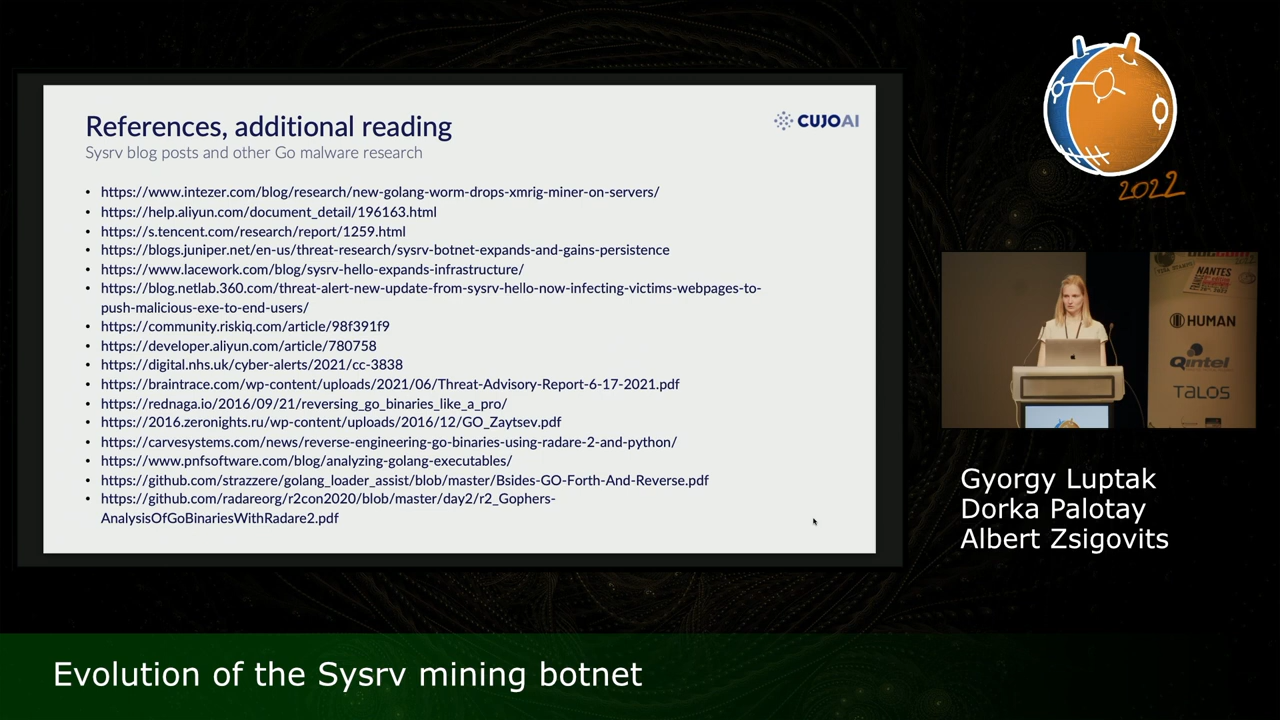 References, additional reading
Sysrv blog posts and other Go malware research
CUJOAI
• https://www.intezer.com/blog/research/new-golang-worm-drops-xmrig-miner-on-servers/
• https://help.aliyun.com/document_detail/196163.html
• https://s.tencent.com/research/report/1259.html
• https://blogs.juniper.net/en-us/threat-research/sysrv-botnet-expands-and-gains-persistence
• https://www.lacework.com/blog/sysrv-hello-expands-infrastructure/
• https://blog.netlab.360.com/threat-alert-new-update-from-sysrv-hello-now-infecting-victims-webpages-to-
push-malicious-exe-to-end-users/
• https://community.riskiq.com/article/98f391f9
• https://developer.aliyun.com/article/780758
• https://digital.nhs.uk/cyber-alerts/2021/cc-3838
• https://braintrace.com/wp-content/uploads/2021/06/Threat-Advisory-Report-6-17-2021.pdf
• https://rednaga.io/2016/09/21/reversing_go_binaries_like_a_pro/
• https://2016.zeronights.ru/wp-content/uploads/2016/12/GO_Zaytsev.pdf
• https://carvesystems.com/news/reverse-engineering-go-binaries-using-radare-2-and-python/
• https://www.pnfsoftware.com/blog/analyzing-golang-executables/
• https://github.com/strazzere/golang_loader_assist/blob/master/Bsides-GO-Forth-And-Reverse.pdf
• https://github.com/radareorg/r2con2020/blob/master/day2/r2_Gophers-
AnalysisOfGoBinariesWithRadare2.pdf
2022
NANTES
HUMAN
Qintel
TALOS
Gyorgy Luptak
Dorka Palotay
Albert Zsigovits
Evolution of the Sysrv mining botnet